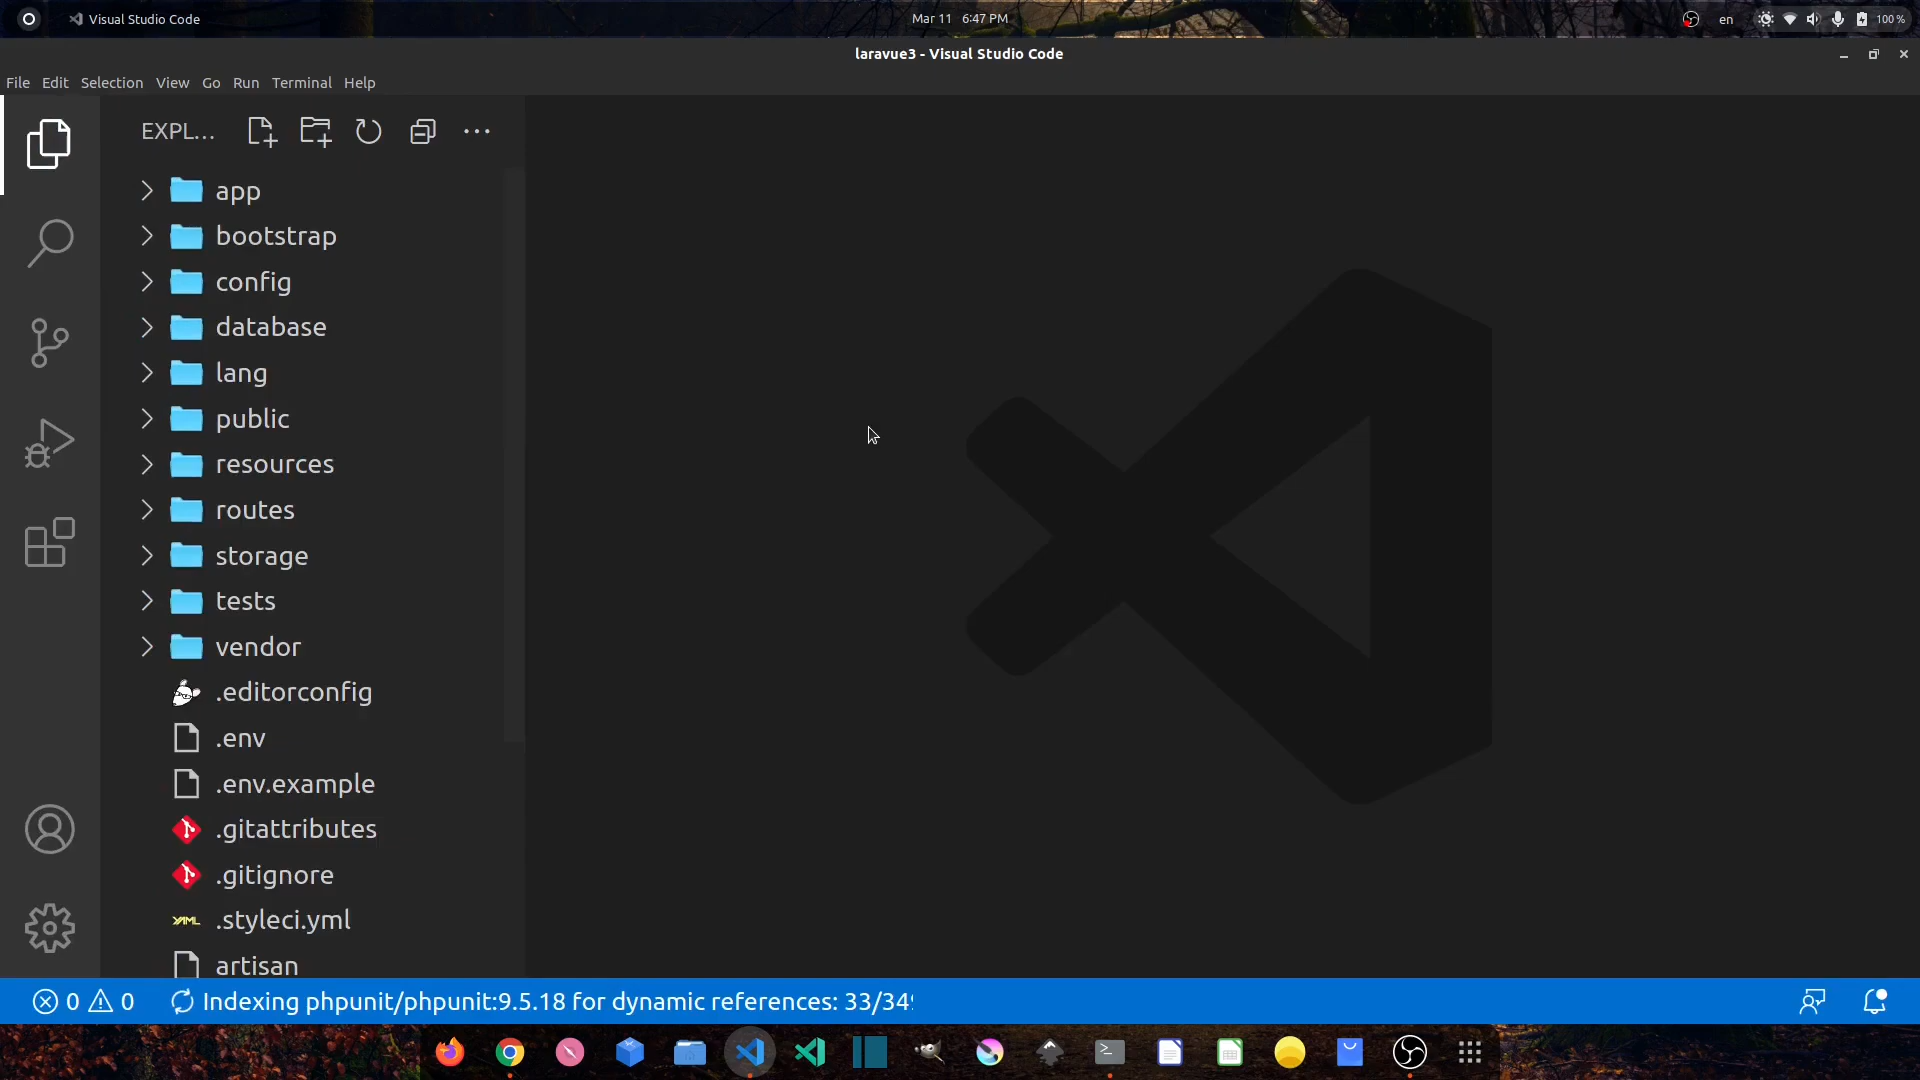 Visual Studio Code
Mar 11 6:47 PM
en
100 %
laravue3 - Visual Studio Code
File Edit Selection View Go Run Terminal Help
EXPL...
app
bootstrap
config
database
lang
public
resources
routes
storage
tests
vendor
.editorconfig
.env
.env.example
.gitattributes
.gitignore
YAML .styleci.yml
artisan
0 0 Indexing phpunit/phpunit:9.5.18 for dynamic references: 33/349